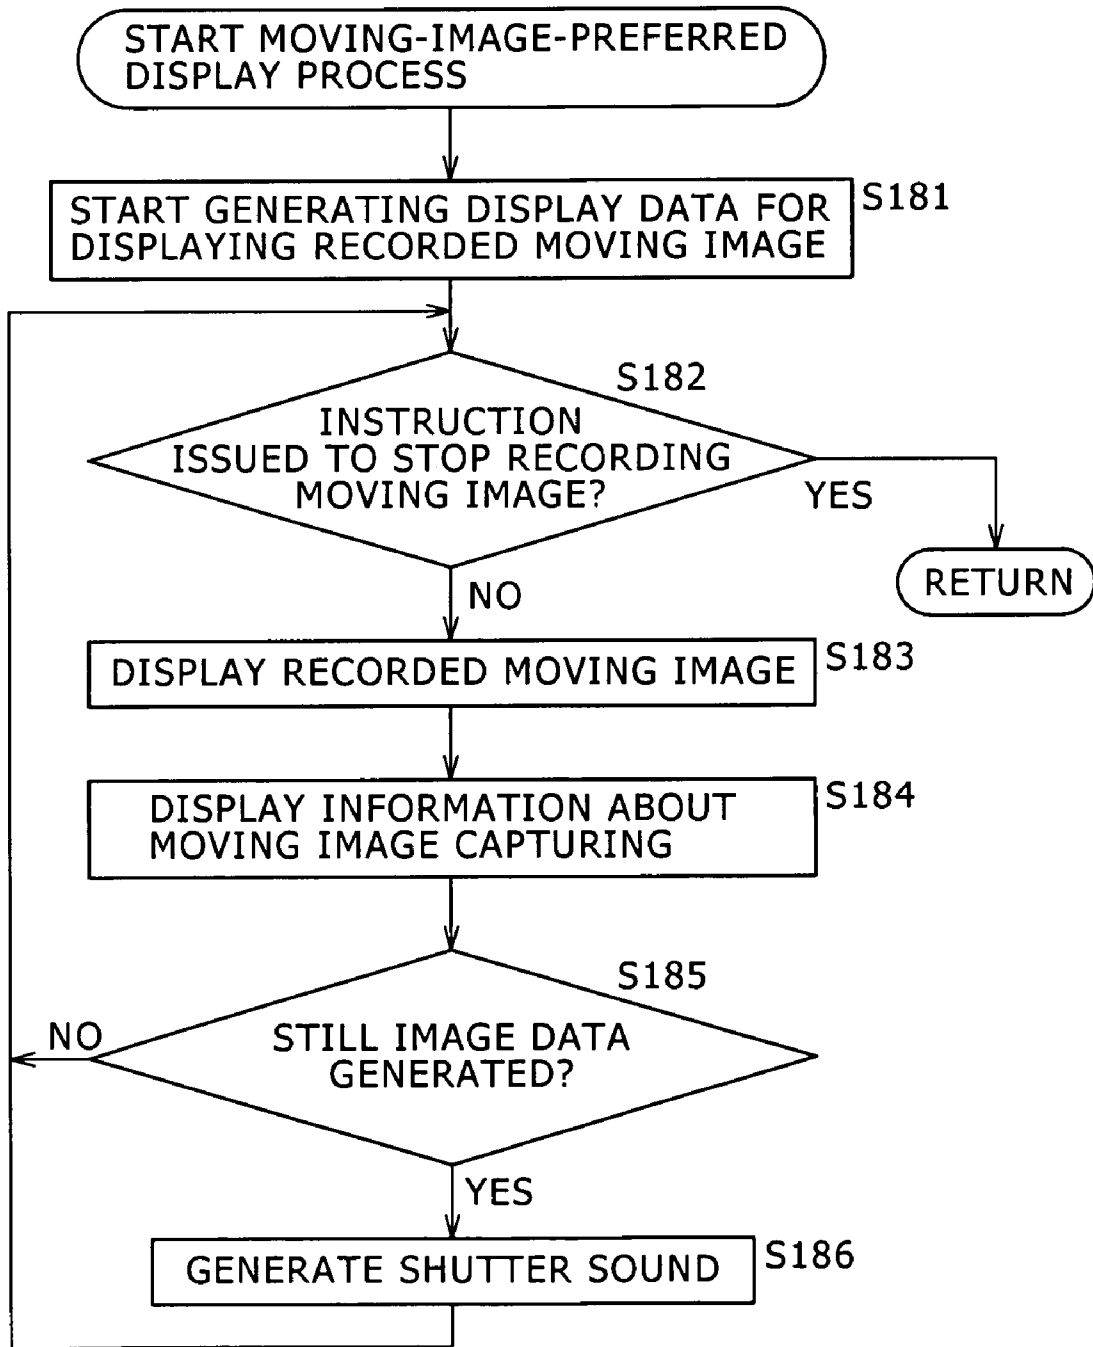 START MOVING-IMAGE-PREFERRED
DISPLAY PROCESS
START GENERATING DISPLAY DATA FOR
DISPLAYING RECORDED MOVING IMAGE
S181
S182
INSTRUCTION
ISSUED TO STOP RECORDING
MOVING IMAGE?
YES
RETURN
NO
DISPLAY RECORDED MOVING IMAGE
S183
DISPLAY INFORMATION ABOUT
MOVING IMAGE CAPTURING
S184
S185
NO
STILL IMAGE DATA
GENERATED?
YES
GENERATE SHUTTER SOUND
S186